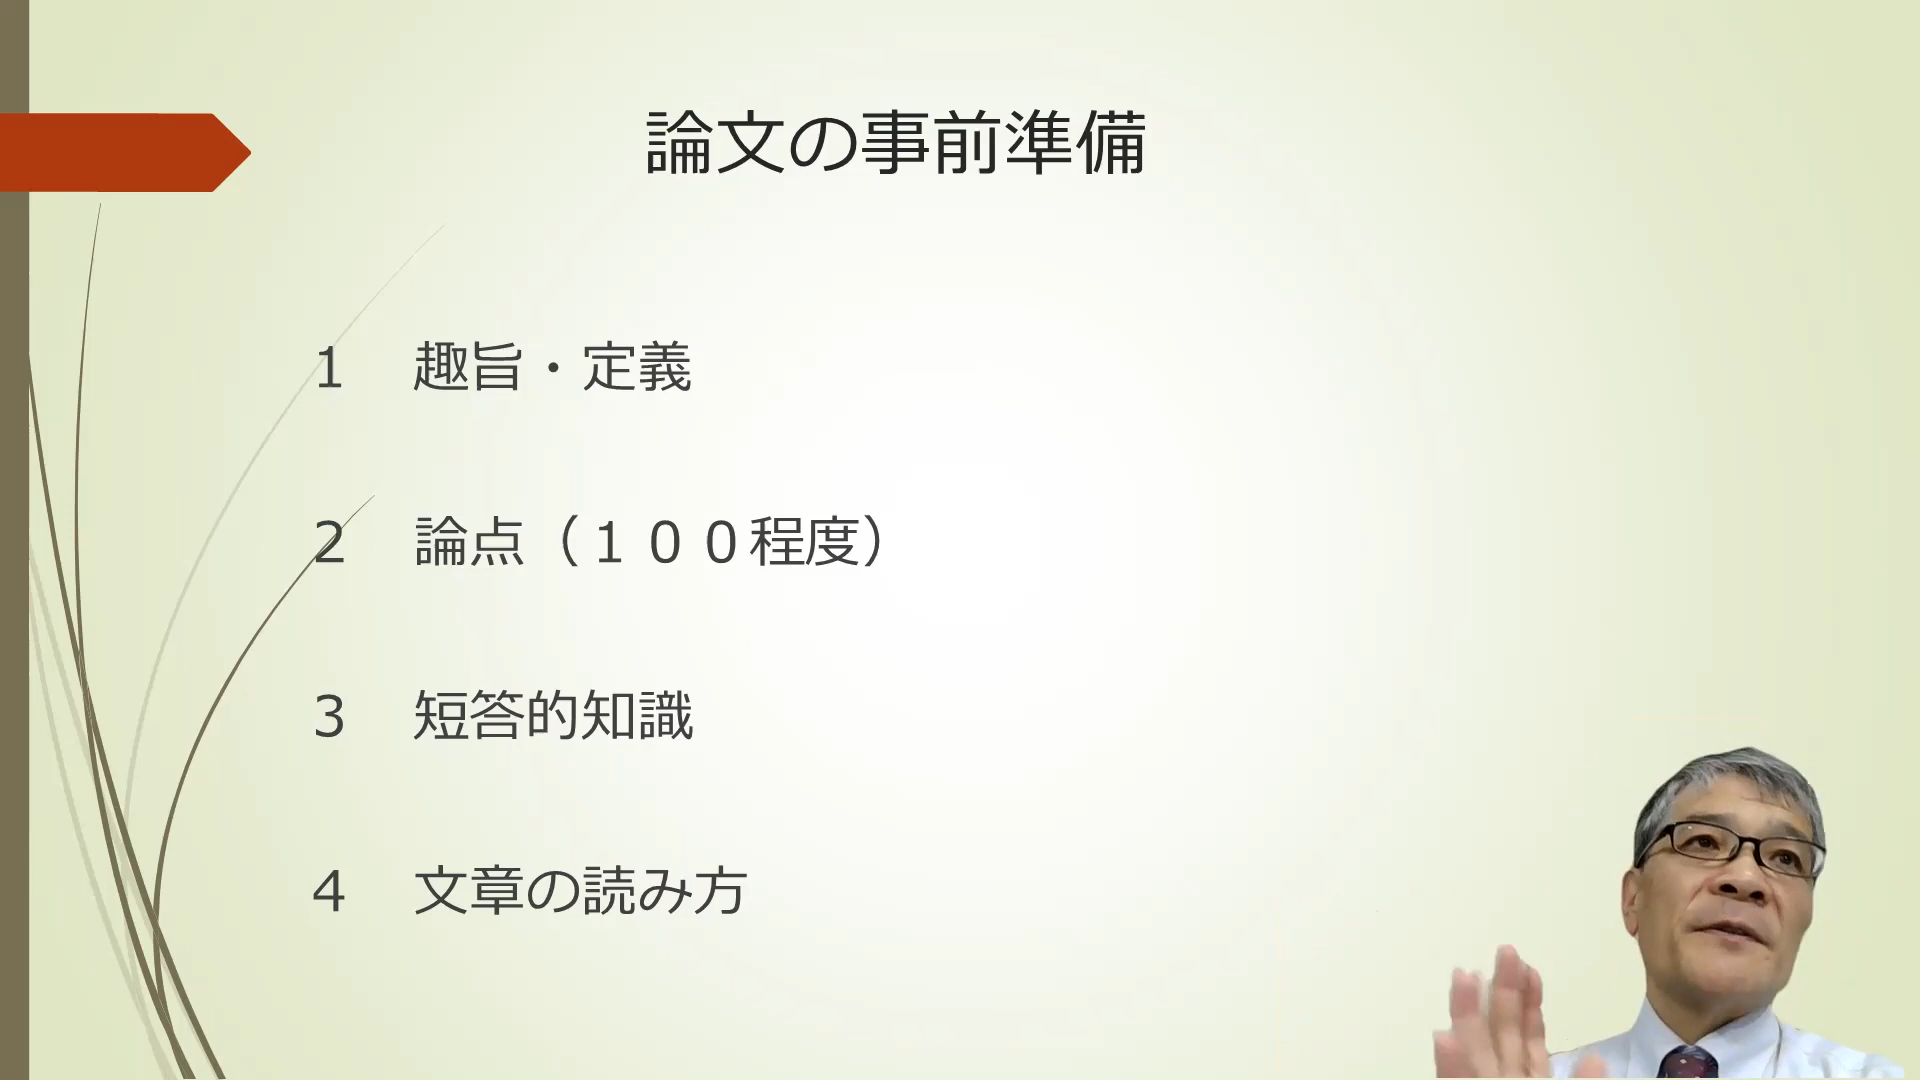 論文の事前準備
１　趣旨・定義
２　論点（１００程度）
３　短答的知識
４　文章の読み方